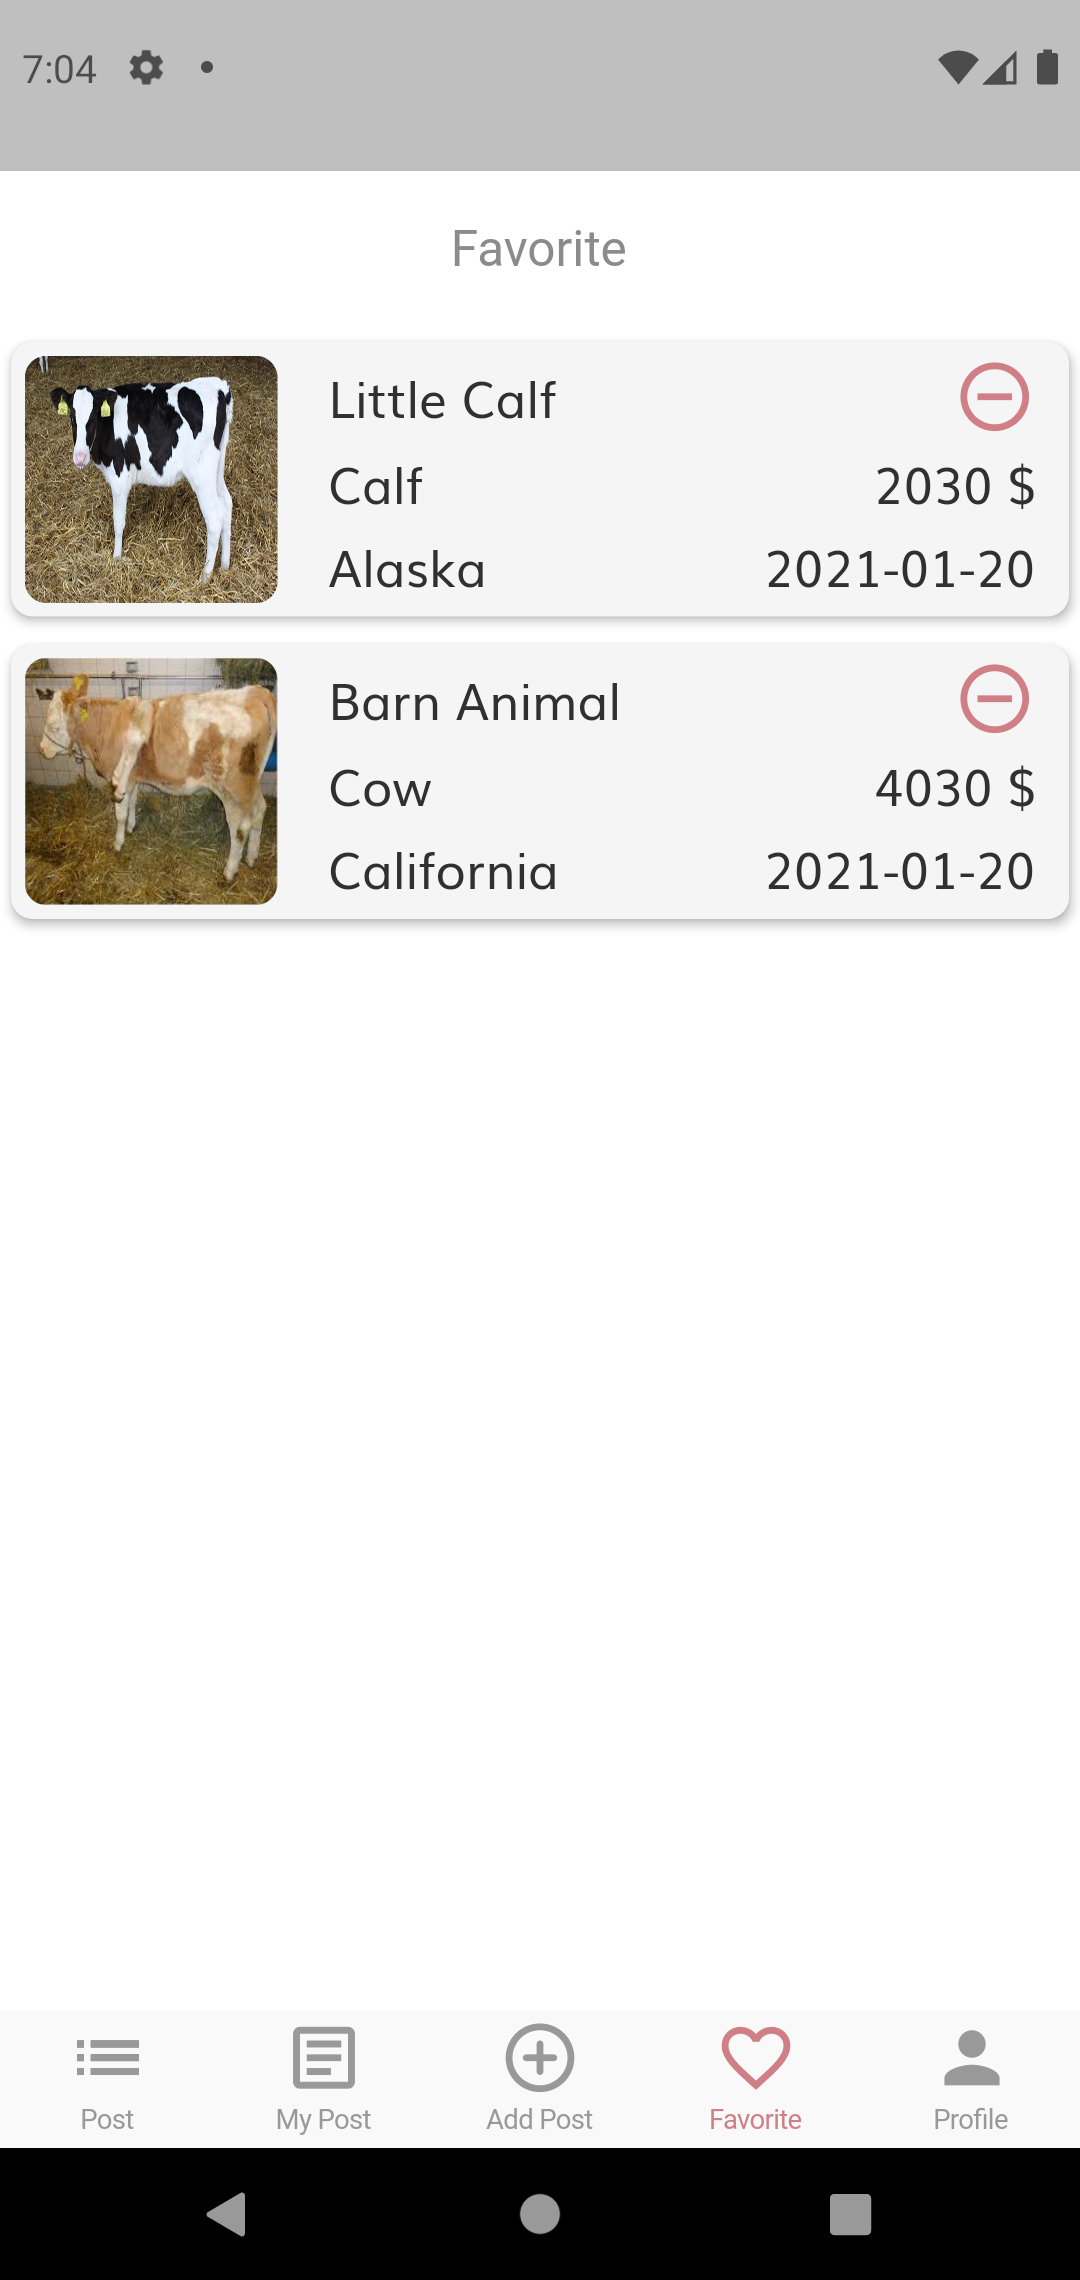 7:04
Favorite
Little Calf
Calf 2030 $
Alaska 2021-01-20
Barn Animal
Cow 4030 $
California 2021-01-20
Post My Post Add Post Favorite Profile